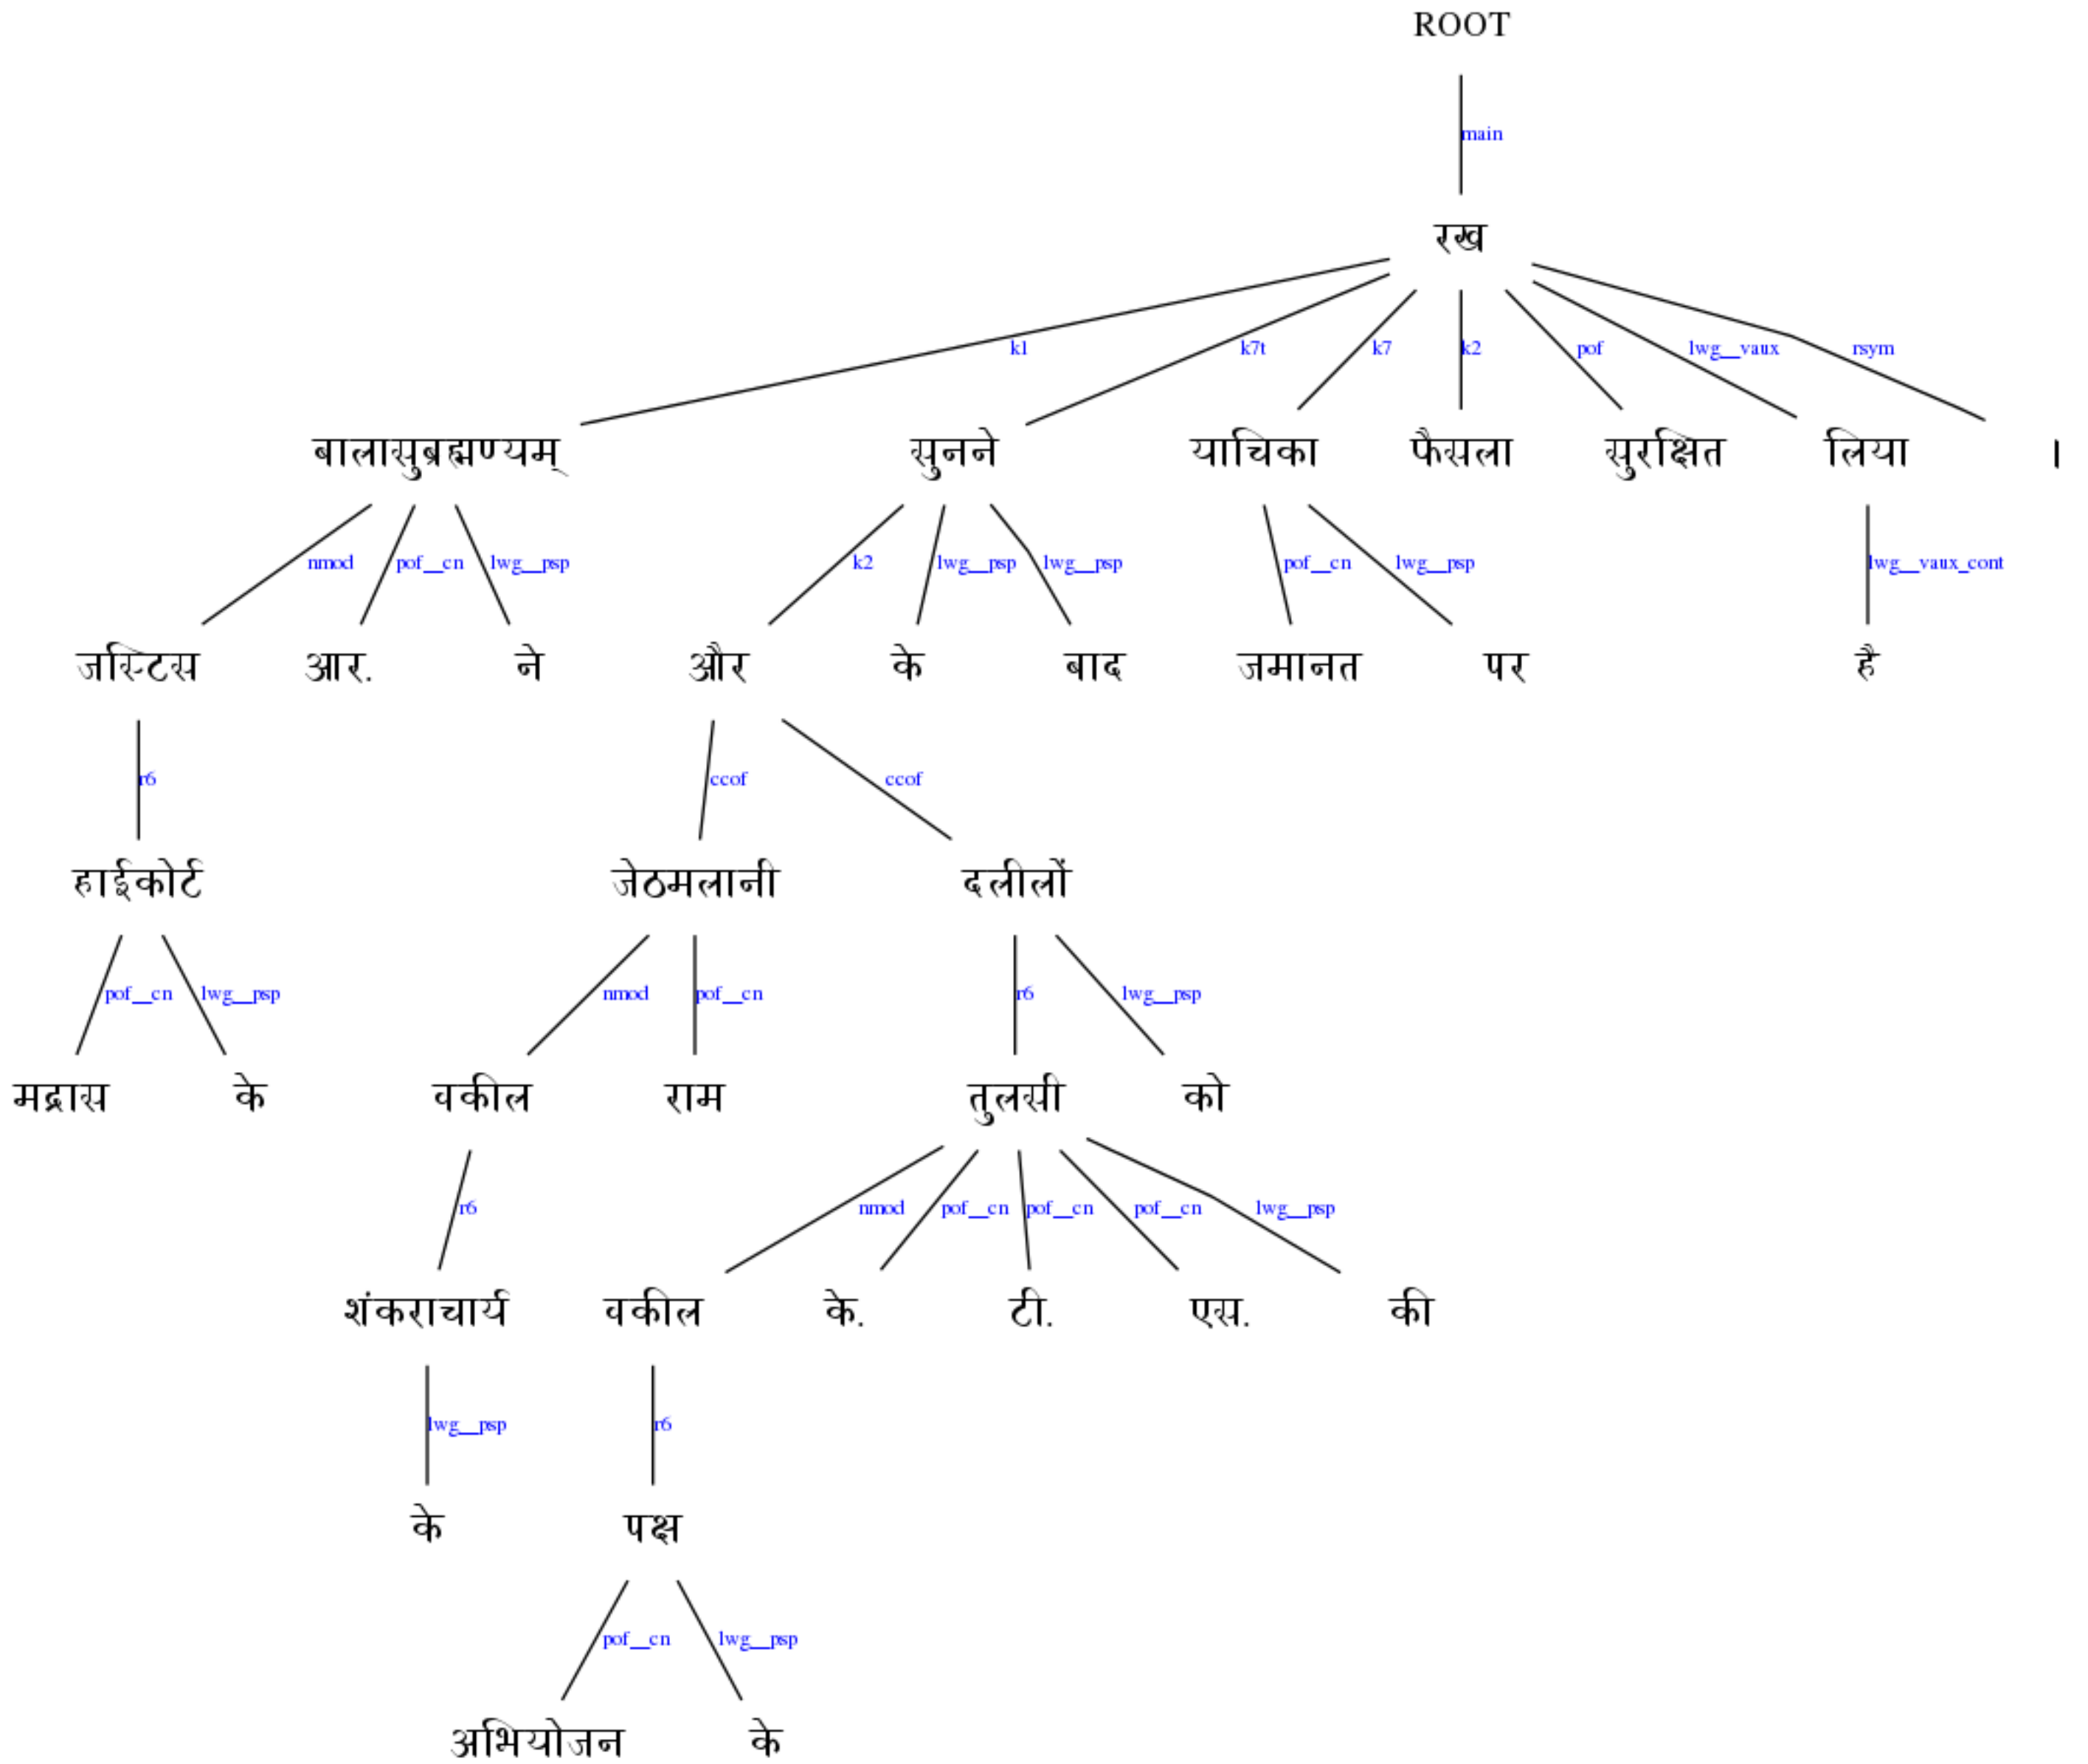 ROOT
main
रख
k1 k7t k7 k2 pof lwg__vaux rsym
बालासुब्रह्मण्यम् सुनने याचिका फैसला सुरक्षित लिया ।
nmod pof__cn lwg__psp k2 lwg__psp lwg__psp pof__cn lwg__psp lwg__vaux_cont
जस्टिस आर. ने और के बाद जमानत पर है
r6 ccof ccof
हाईकोर्ट जेठमलानी दलीलों
pof__cn lwg__psp nmod pof__cn r6 lwg__psp
मद्रास के वकील राम तुलसी को
r6 nmod pof__cn pof__cn pof__cn lwg__psp
शंकराचार्य वकील के. टी. एस. की
lwg__psp r6
के पक्ष
pof__cn lwg__psp
अभियोजन के